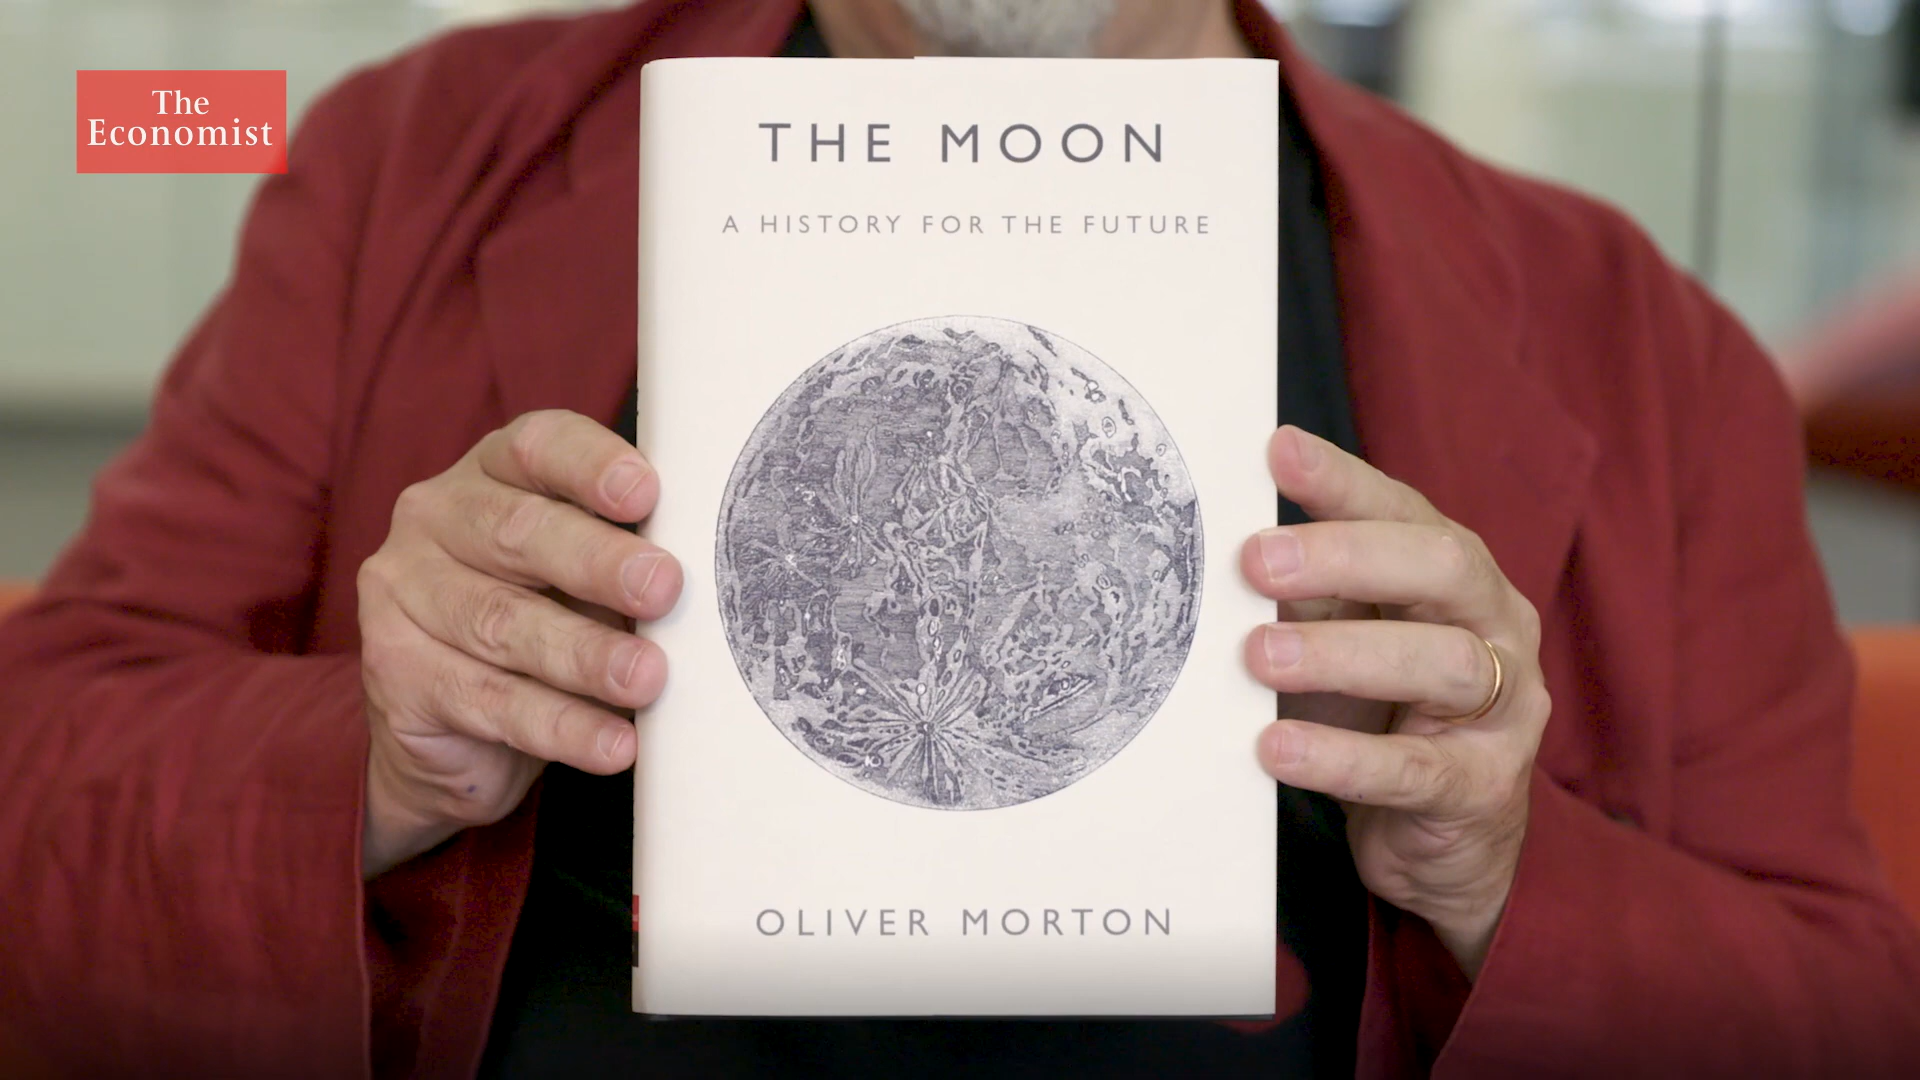 The
Economist
THE MOON
A HISTORY FOR THE FUTURE
OLIVER MORTON